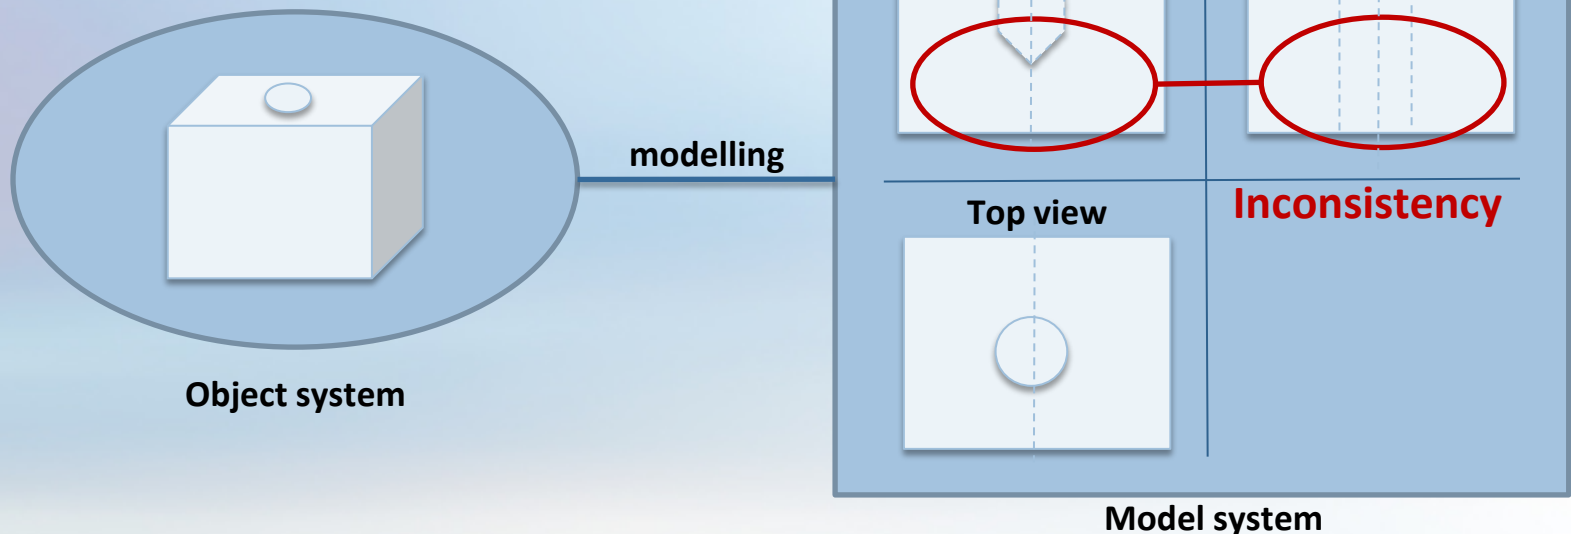 modelling
Top view
Inconsistency
Object system
Model system